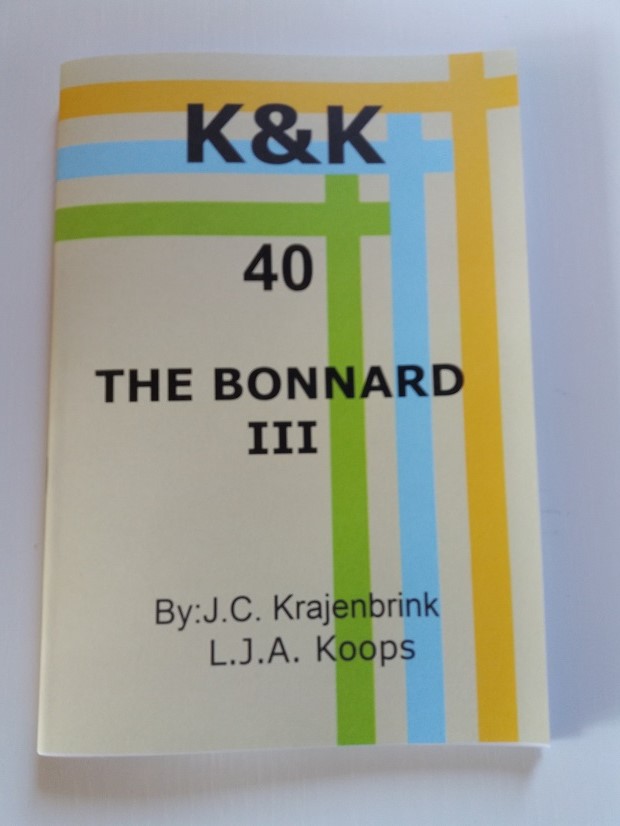 K&K
40
THE BONNARD
III
By:J.C. Krajenbrink
L.J.A. Koops